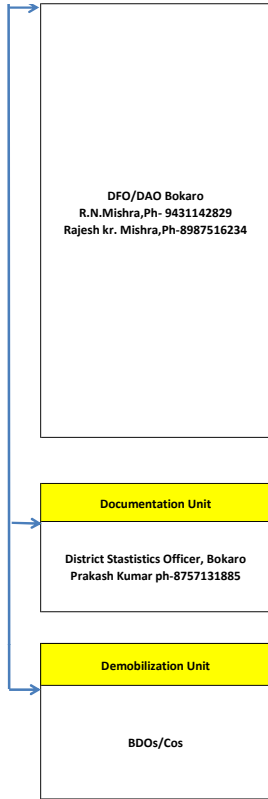 DFO/DAO Bokaro
R.N.Mishra,Ph- 9431142829
Rajesh kr. Mishra,Ph-8987516234
Documentation Unit
District Stastistics Officer, Bokaro
Prakash Kumar ph-8757131885
Demobilization Unit
BDOs/Cos